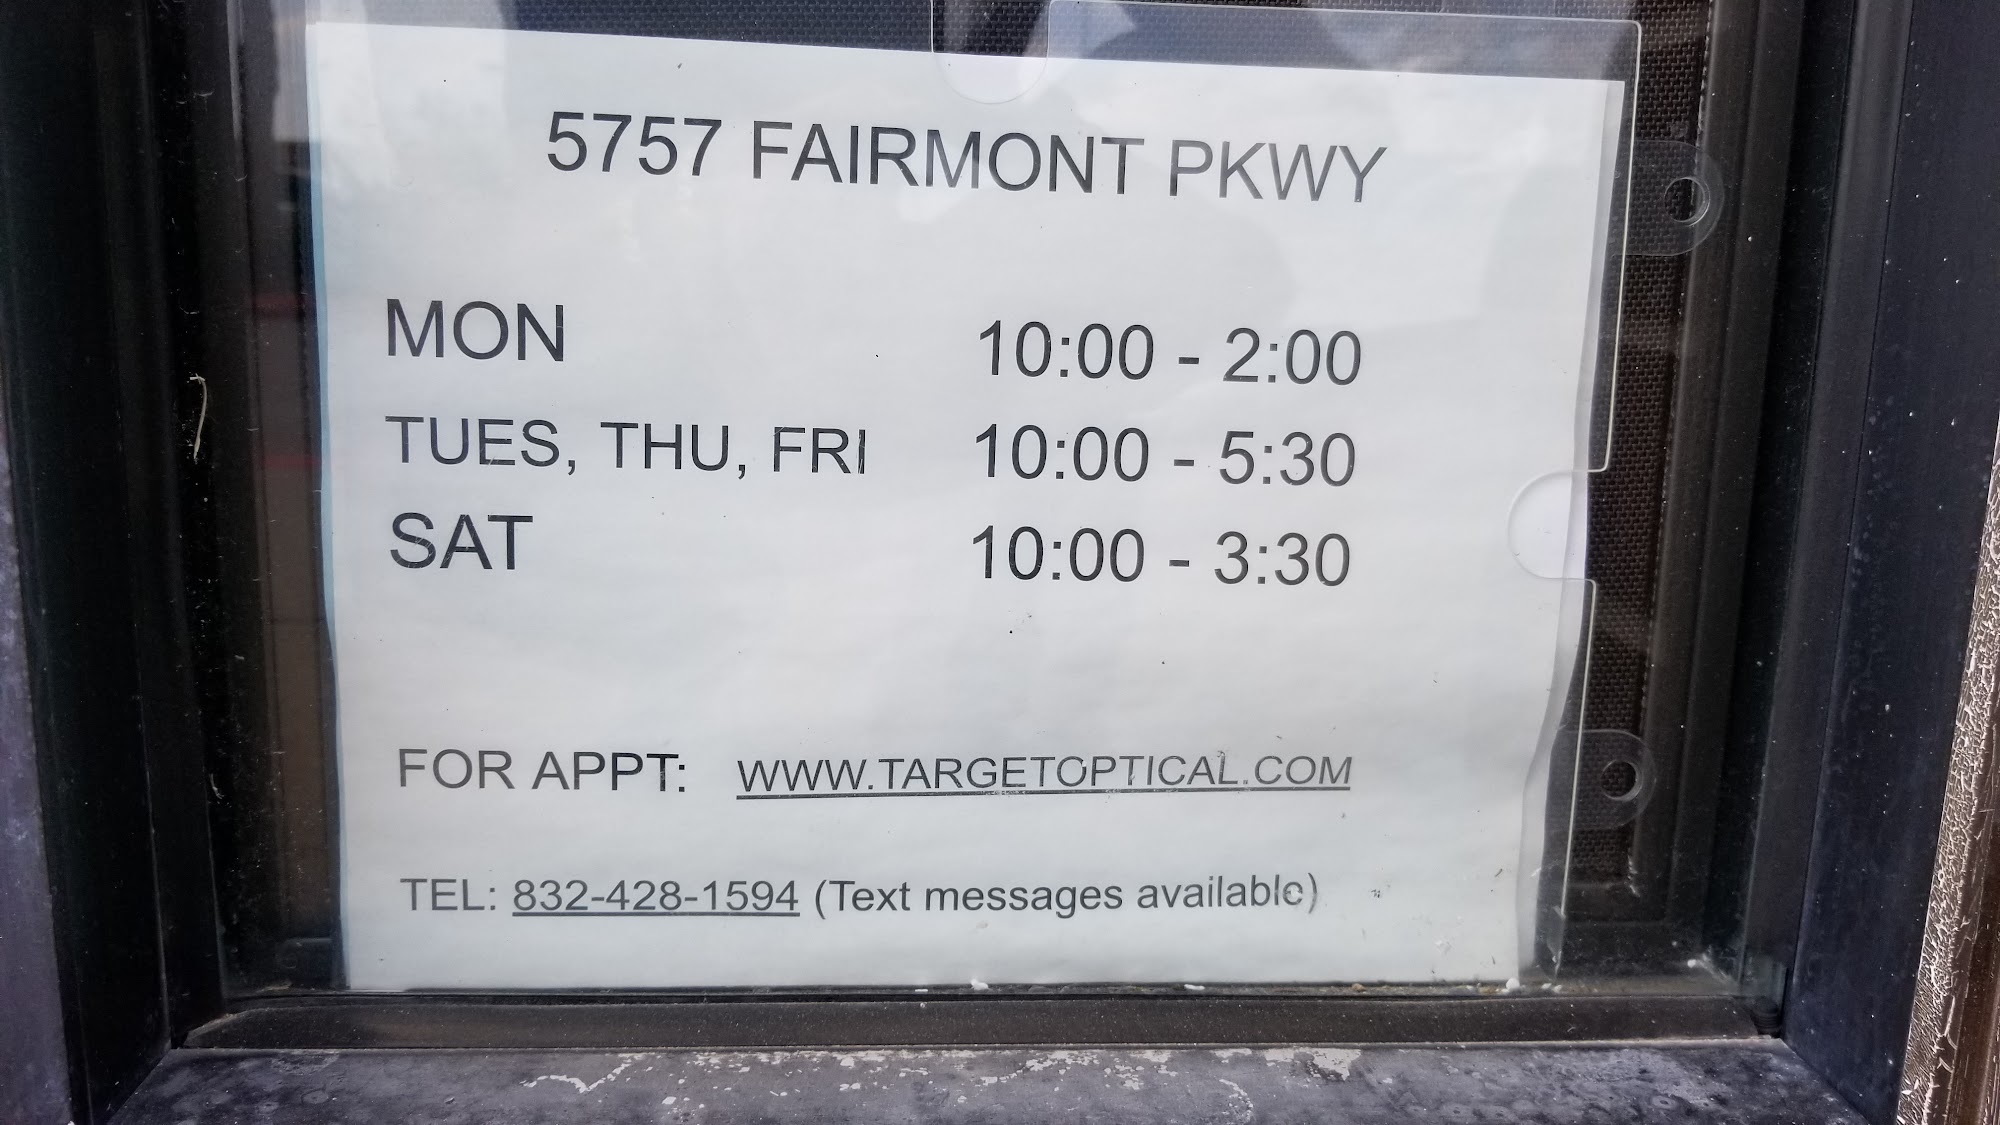 5757 FAIRMONT PKWY
MON 10:00 - 2:00
TUES, THU, FRI 10:00 - 5:30
SAT 10:00 - 3:30
FOR APPT: WWW.TARGETOPTICAL.COM
TEL: 832-428-1594 (Text messages available)